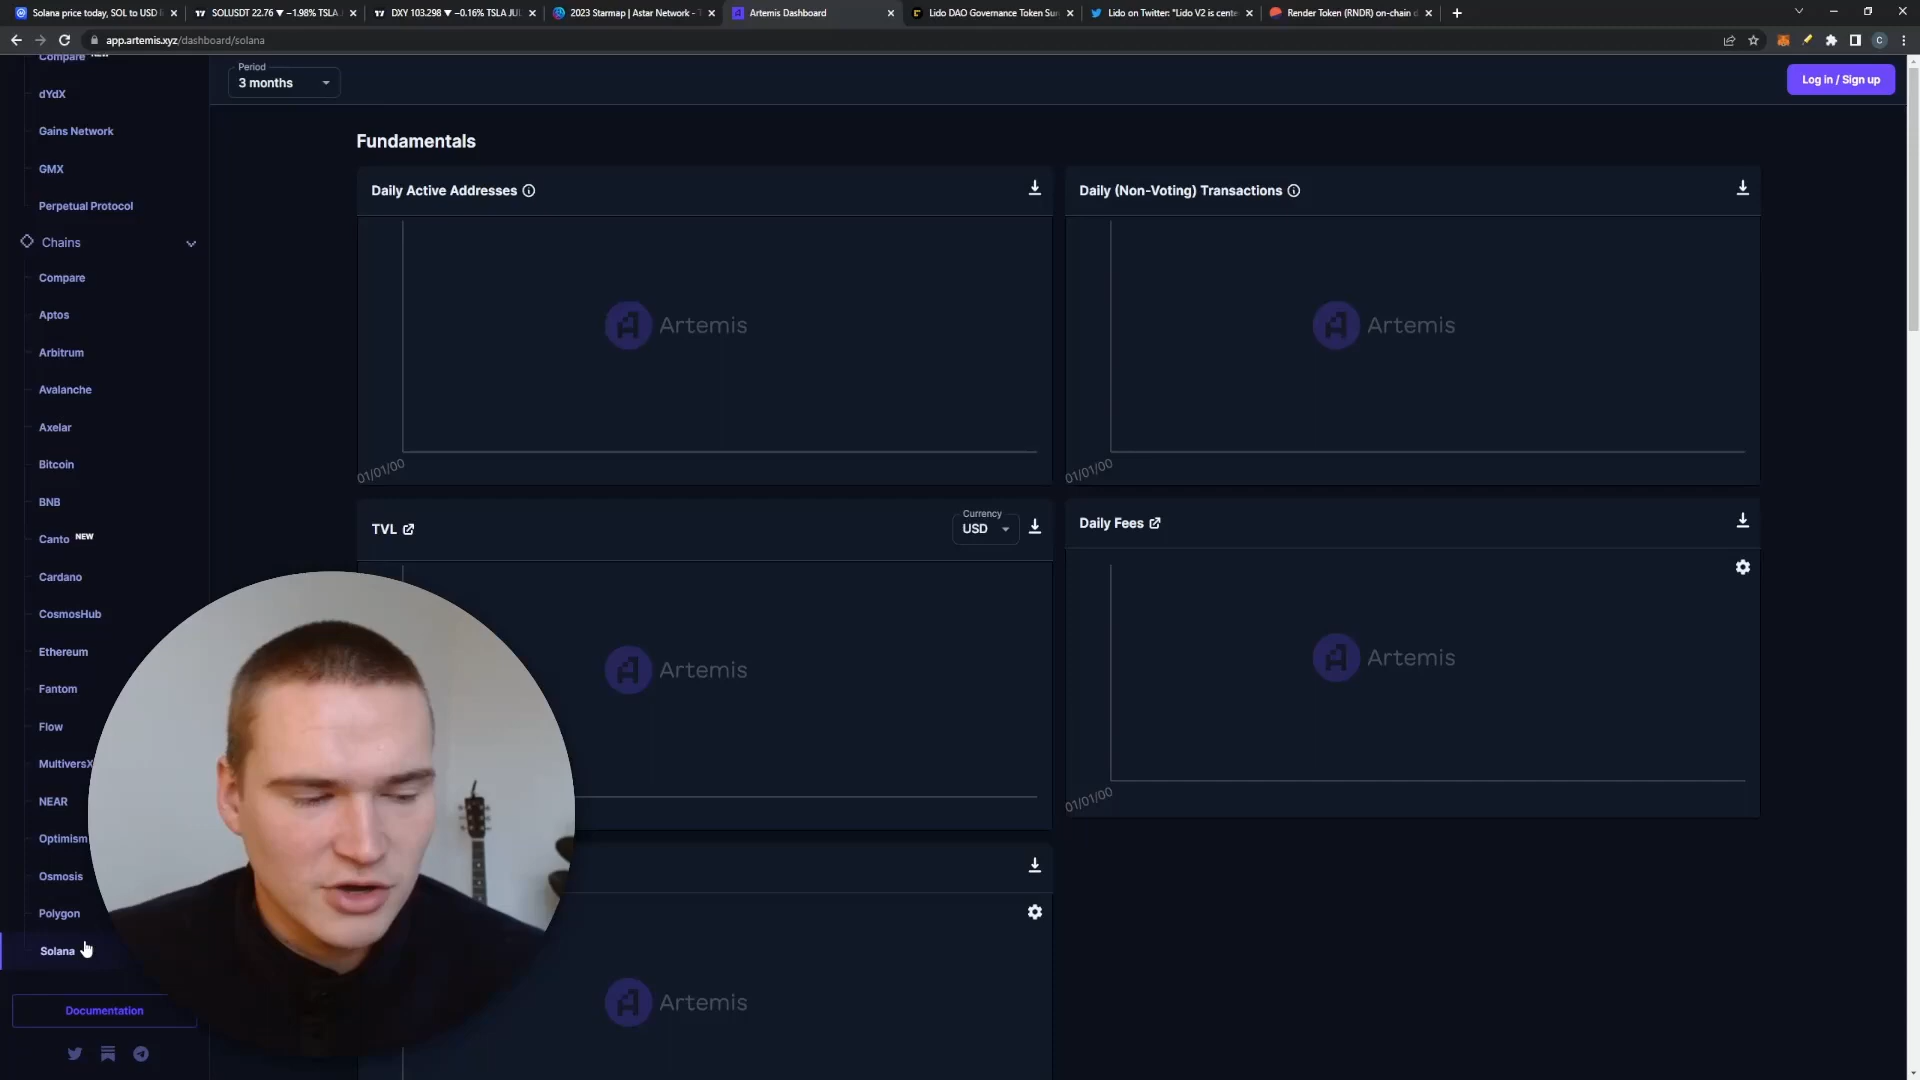 Solana price today, SOL to USD
SOLUSDT 22.76 ▼ −1.98% TSLA
DXY 103.298 ▼ −0.16% TSLA
2023 Starmap | Astar Network -
Artemis Dashboard
Lido DAO Governance Token
Lido on Twitter: "Lido V2 is
Render Token (RNDR) on-chain
app.artemis.xyz/dashboard/solana
C
Period
3 months
Log in / Sign up
Compare
dYdX
Gains Network
GMX
Perpetual Protocol
Chains
Compare
Aptos
Arbitrum
Avalanche
Axelar
Bitcoin
BNB
Canto NEW
Cardano
CosmosHub
Ethereum
Fantom
Flow
MultiversX
NEAR
Optimism
Osmosis
Polygon
Solana
Documentation
Fundamentals
Daily Active Addresses
Artemis
01/01/00
Daily (Non-Voting) Transactions
Artemis
01/01/00
TVL
Currency
USD
Artemis
Daily Fees
Artemis
01/01/00
Artemis